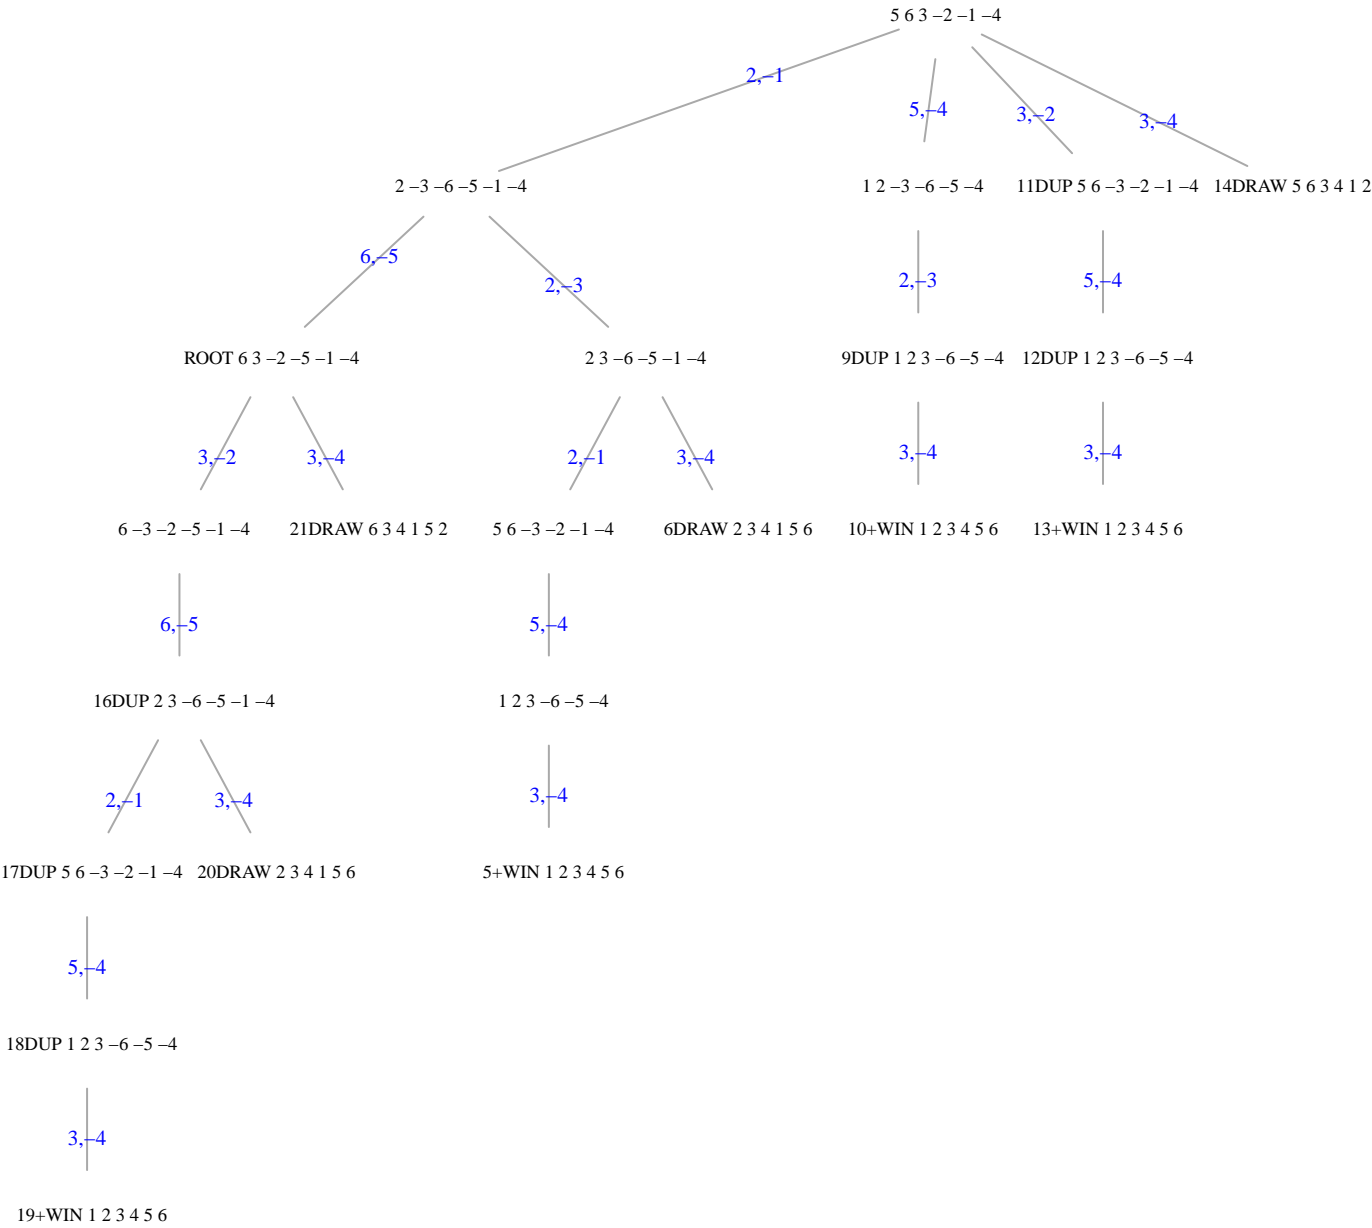 5 6 3 –2 –1 –4
2,–1
5,–4
3,–2
3,–4
2 –3 –6 –5 –1 –4
1 2 –3 –6 –5 –4
11DUP 5 6 –3 –2 –1 –4
14DRAW 5 6 3 4 1 2
6,–5
2,–3
2,–3
5,–4
ROOT 6 3 –2 –5 –1 –4
2 3 –6 –5 –1 –4
9DUP 1 2 3 –6 –5 –4
12DUP 1 2 3 –6 –5 –4
3,–2
3,–4
2,–1
3,–4
3,–4
3,–4
6 –3 –2 –5 –1 –4
21DRAW 6 3 4 1 5 2
5 6 –3 –2 –1 –4
6DRAW 2 3 4 1 5 6
10+WIN 1 2 3 4 5 6
13+WIN 1 2 3 4 5 6
6,–5
5,–4
16DUP 2 3 –6 –5 –1 –4
1 2 3 –6 –5 –4
2,–1
3,–4
3,–4
17DUP 5 6 –3 –2 –1 –4
20DRAW 2 3 4 1 5 6
5+WIN 1 2 3 4 5 6
5,–4
18DUP 1 2 3 –6 –5 –4
3,–4
19+WIN 1 2 3 4 5 6